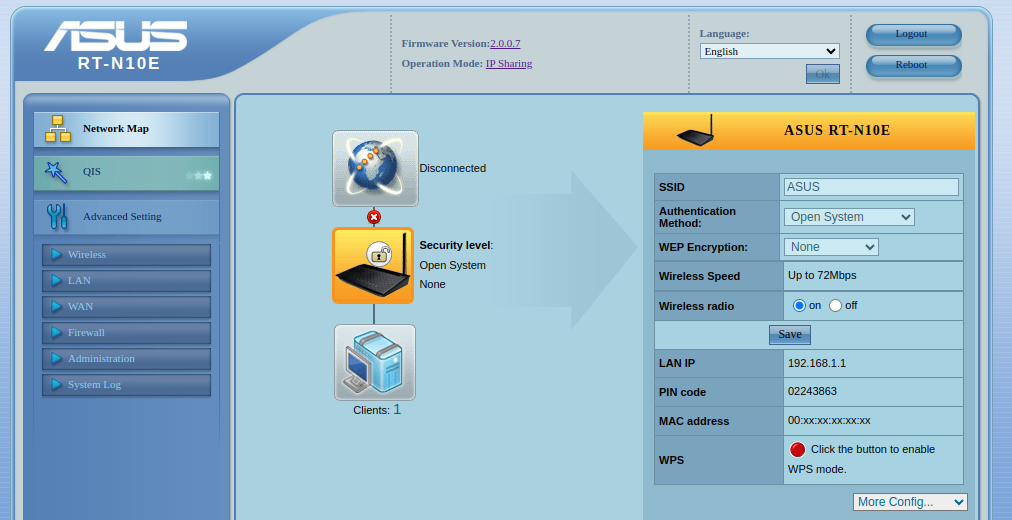 ASUS
RT-N10E
Firmware Version:2.0.0.7
Operation Mode: IP Sharing
Language:
English
Ok
Logout
Reboot
Network Map
QIS
Advanced Setting
Wireless
LAN
WAN
Firewall
Administration
System Log
Disconnected
Security level:
Open System
None
Clients: 1
ASUS RT-N10E
SSID ASUS
Authentication Method: Open System
WEP Encryption: None
Wireless Speed Up to 72Mbps
Wireless radio on off
Save
LAN IP 192.168.1.1
PIN code 02243863
MAC address 00:xx:xx:xx:xx:xx
WPS Click the button to enable
WPS mode.
More Config...